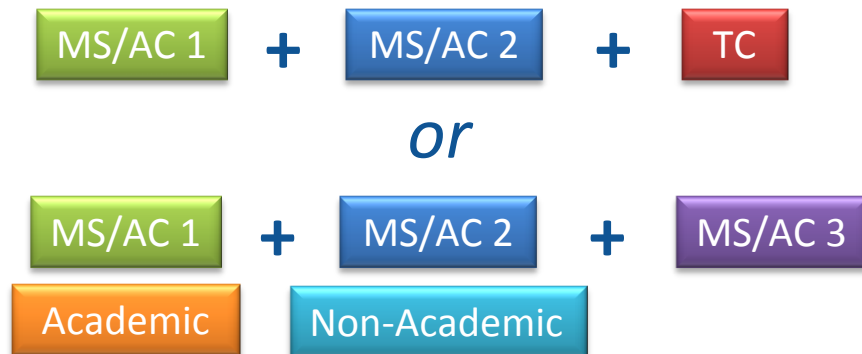 MS/AC 1 + MS/AC 2 + TC
or
MS/AC 1 + MS/AC 2 + MS/AC 3
Academic Non-Academic